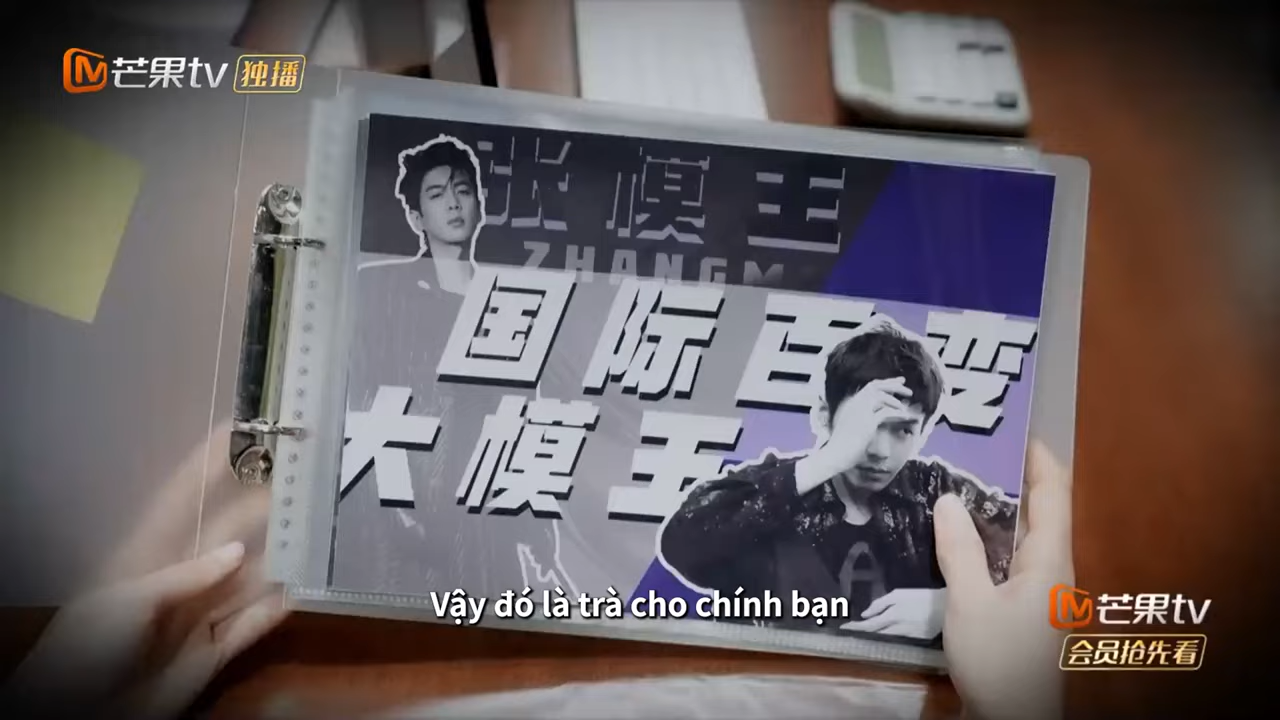 芒果tv 独播
张模王
ZHANGM
国际百变
大模王
A
Vậy đó là trà cho chính bạn
芒果tv
会员抢先看